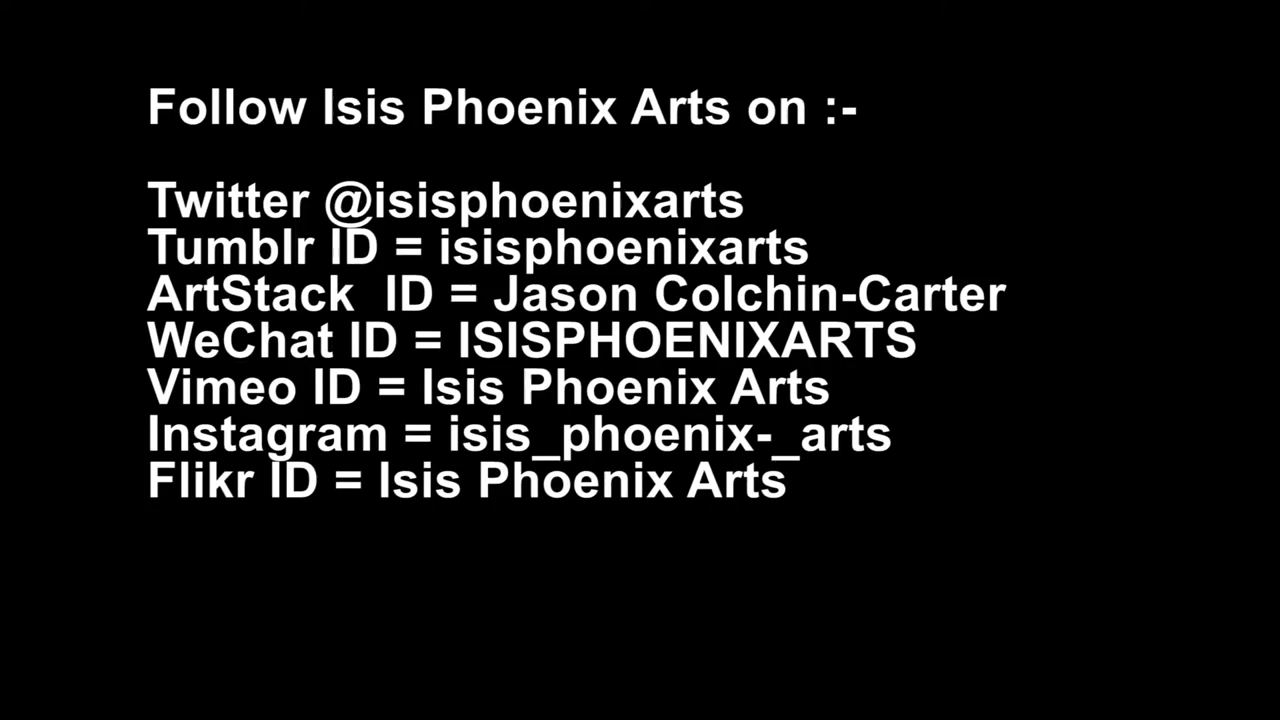 Follow Isis Phoenix Arts on :-
Twitter @isisphoenixarts
Tumblr ID = isisphoenixarts
ArtStack  ID = Jason Colchin-Carter
WeChat ID = ISISPHOENIXARTS
Vimeo ID = Isis Phoenix Arts
Instagram = isis_phoenix-_arts
Flikr ID = Isis Phoenix Arts